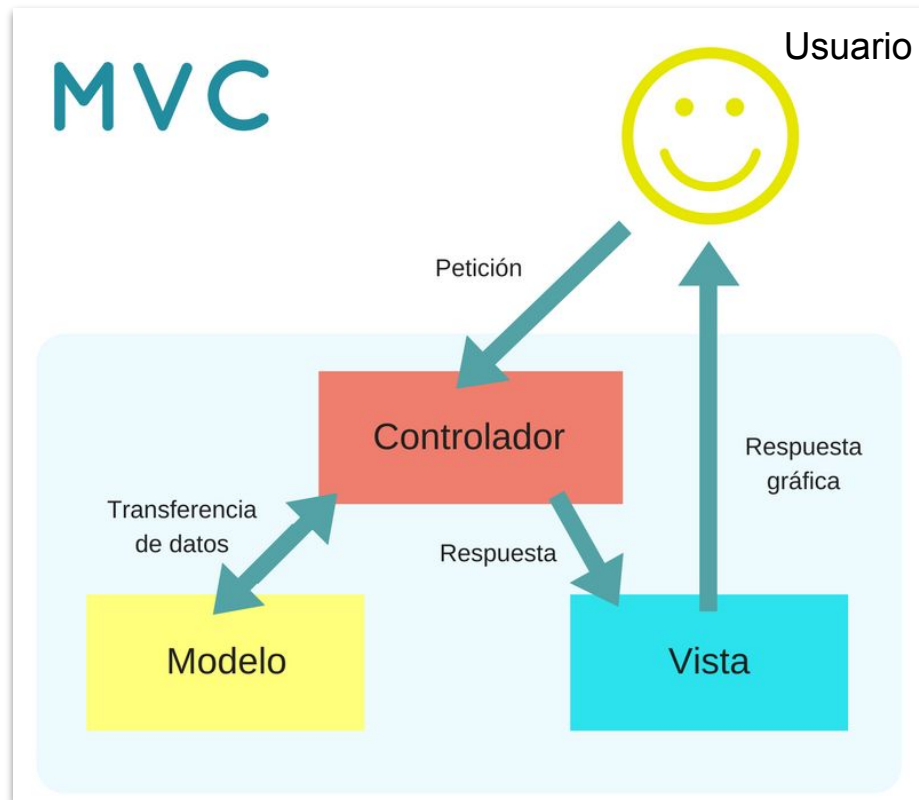 Usuario
MVC
Petición
Controlador
Transferencia
de datos
Respuesta
Respuesta
gráfica
Modelo
Vista